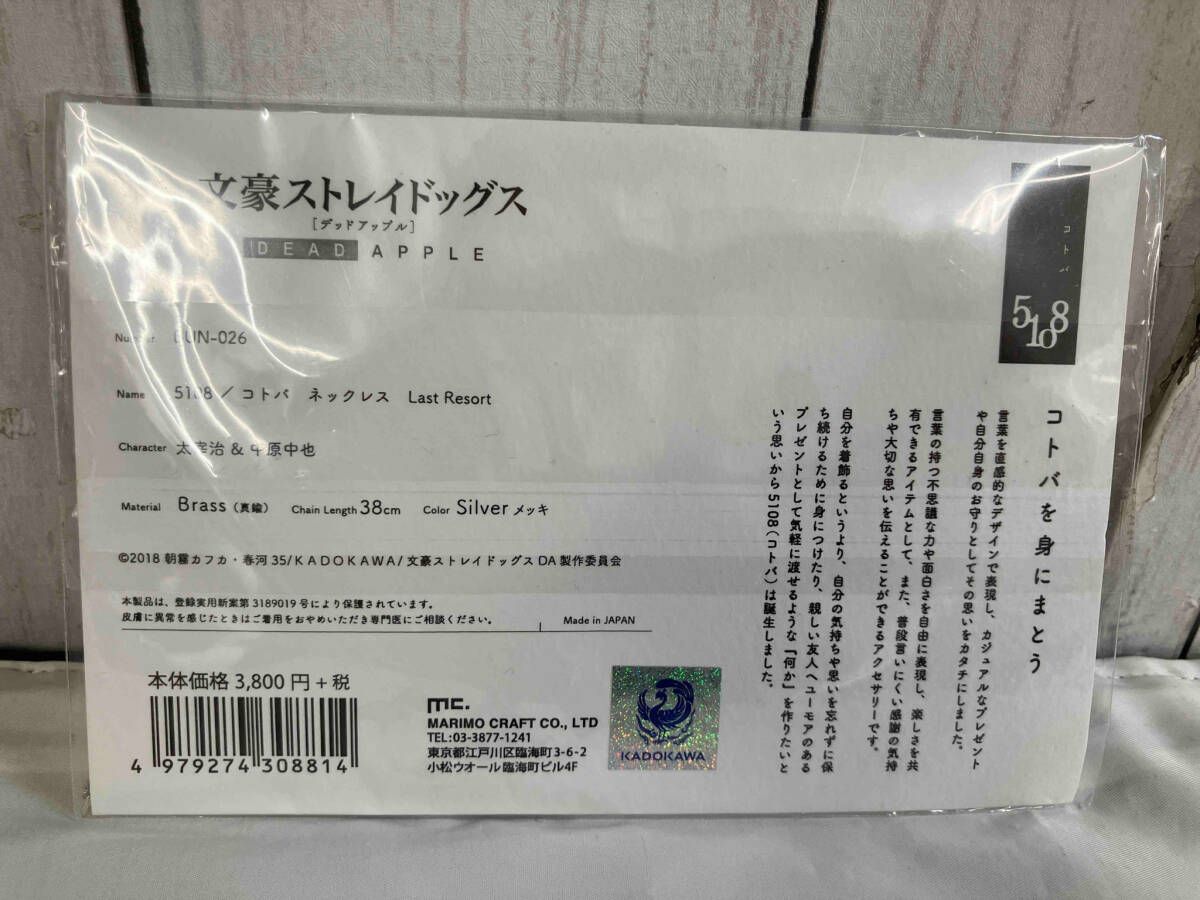 文豪ストレイドッグス
[デッドアップル]
DEAD APPLE
Number BUN-026
Name 5108/コトバ ネックレス Last Resort
Character 太宰治&中原中也
Material Brass(真鍮) Chain Length 38cm Color Silverメッキ
©2018 朝霧カフカ・春河35/KADOKAWA/文豪ストレイドッグスDA製作委員会
本製品は、登録実用新案第3189019号により保護されています。
皮膚に異常を感じたときはご着用をおやめいただき専門医にご相談ください。
Made in JAPAN
本体価格 3,800円+税
4 979274 308814
mc.
MARIMO CRAFT CO., LTD
TEL:03-3877-1241
東京都江戸川区臨海町3-6-2
小松ウオール臨海町ビル4F
KADOKAWA
コトバ
5108
コトバを身にまとう
言葉を直感的なデザインで表現し、カジュアルなプレゼント
や自分自身のお守りとしてその思いをカタチにしました。
言葉の持つ不思議な力や面白さを自由に表現し、楽しさを共
有できるアイテムとして、また、普段言いにくい感謝の気持
ちや大切な思いを伝えることができるアクセサリーです。
自分を着飾るというより、自分の気持ちや思いを忘れずに保
ち続けるために身につけたり、親しい友人へユーモアのある
プレゼントとして気軽に渡せるような「何か」を作りたいと
いう思いから5108(コトバ)は誕生しました。